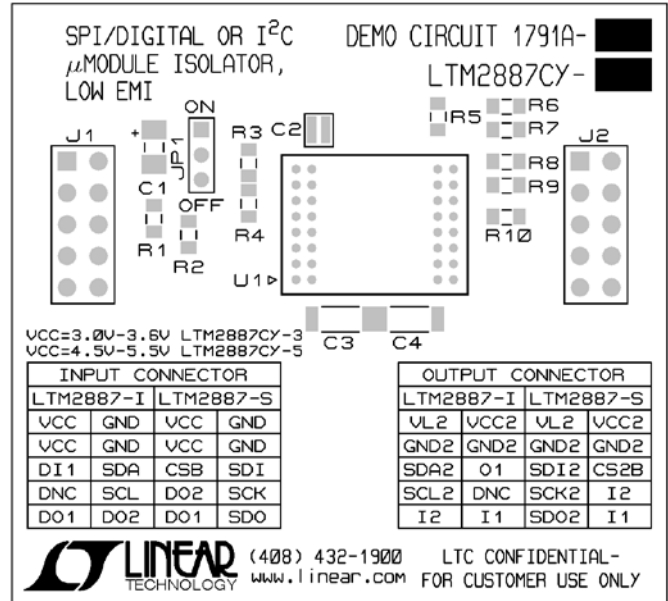 SPI/DIGITAL OR I²C
µMODULE ISOLATOR,
LOW EMI
DEMO CIRCUIT 1791A-
LTM2887CY-
J1
+
C1
ON
JP1
OFF
R1
R2
R3
R4
C2
U1
R5
R6
R7
R8
R9
R10
J2
C3
C4
VCC=3.0V-3.6V LTM2887CY-3
VCC=4.5V-5.5V LTM2887CY-5
INPUT CONNECTOR
LTM2887-I LTM2887-S
VCC GND VCC GND
VCC GND VCC GND
DI1 SDA CSB SDI
DNC SCL DO2 SCK
DO1 DO2 DO1 SDO
OUTPUT CONNECTOR
LTM2887-I LTM2887-S
VL2 VCC2 VL2 VCC2
GND2 GND2 GND2 GND2
SDA2 O1 SDI2 CS2B
SCL2 DNC SCK2 I2
I2 I1 SDO2 I1
LINEAR
TECHNOLOGY
(408) 432-1900
www.linear.com
LTC CONFIDENTIAL-
FOR CUSTOMER USE ONLY